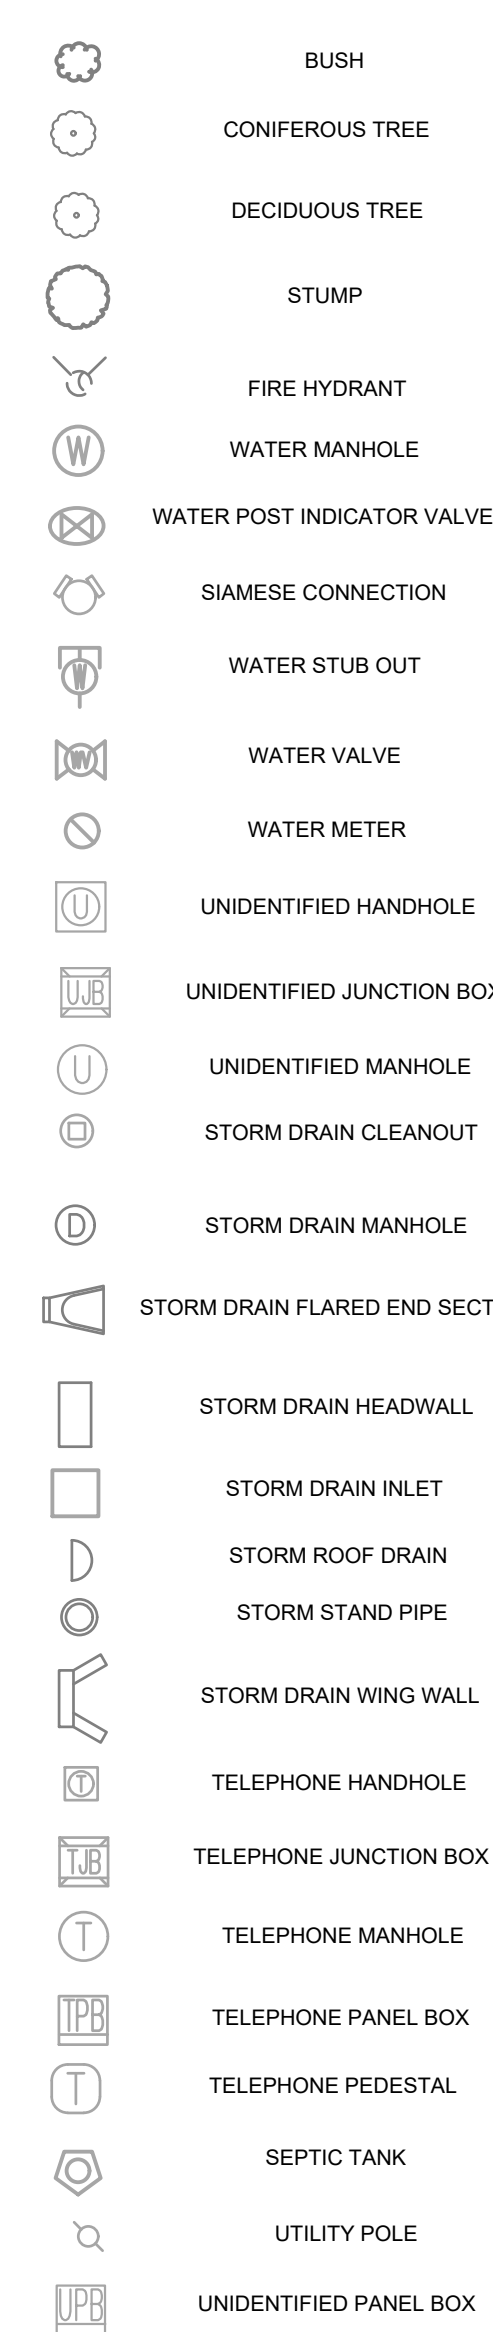 BUSH
CONIFEROUS TREE
DECIDUOUS TREE
STUMP
FIRE HYDRANT
W WATER MANHOLE
WATER POST INDICATOR VALVE
SIAMESE CONNECTION
W WATER STUB OUT
WV WATER VALVE
WATER METER
U UNIDENTIFIED HANDHOLE
UJB UNIDENTIFIED JUNCTION BOX
U UNIDENTIFIED MANHOLE
STORM DRAIN CLEANOUT
D STORM DRAIN MANHOLE
STORM DRAIN FLARED END SECT
STORM DRAIN HEADWALL
STORM DRAIN INLET
STORM ROOF DRAIN
STORM STAND PIPE
STORM DRAIN WING WALL
T TELEPHONE HANDHOLE
TJB TELEPHONE JUNCTION BOX
T TELEPHONE MANHOLE
TPB TELEPHONE PANEL BOX
T TELEPHONE PEDESTAL
SEPTIC TANK
UTILITY POLE
UPB UNIDENTIFIED PANEL BOX